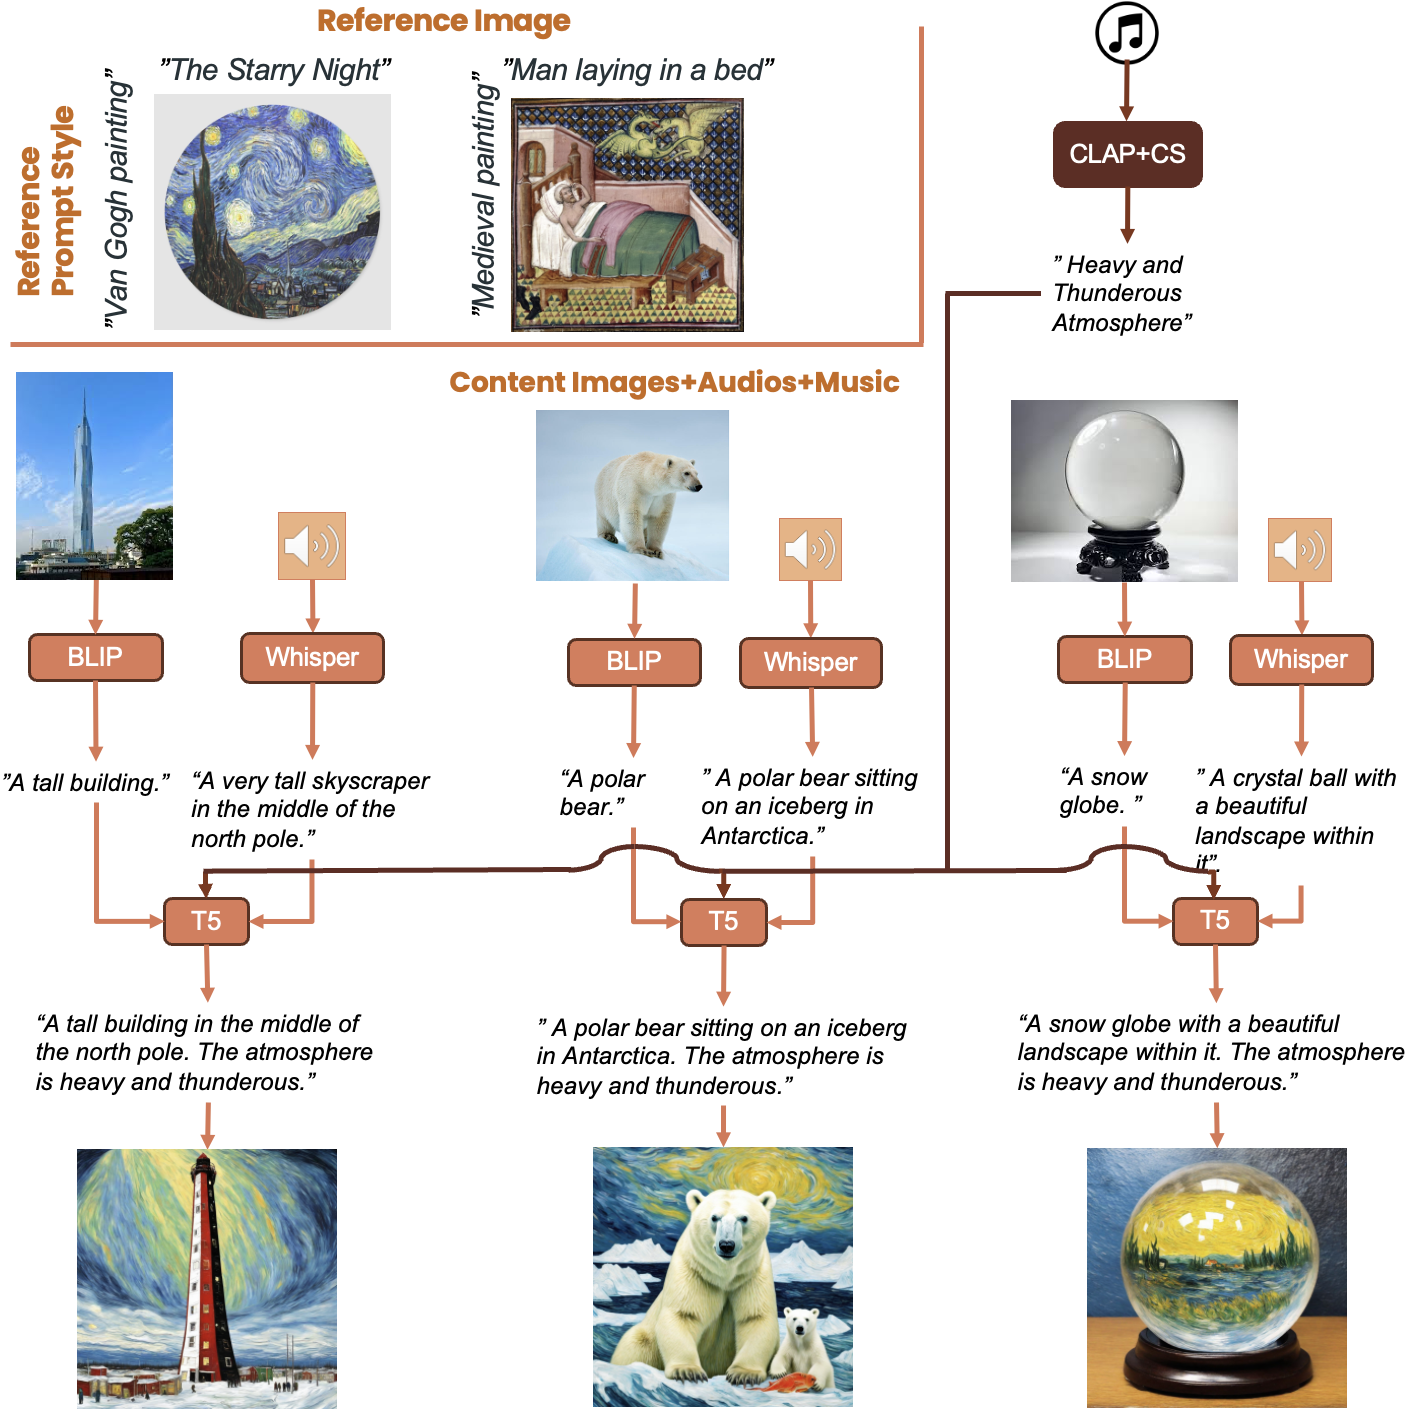 Reference Image
Reference
Prompt Style
”Van Gogh painting”
”The Starry Night”
”Medieval painting”
”Man laying in a bed”
CLAP+CS
” Heavy and
Thunderous
Atmosphere”
Content Images+Audios+Music
BLIP
Whisper
BLIP
Whisper
BLIP
Whisper
”A tall building.”
“A very tall skyscraper
in the middle of the
north pole.”
“A polar
bear.”
” A polar bear sitting
on an iceberg in
Antarctica.”
“A snow
globe. ”
” A crystal ball with
a beautiful
landscape within
it”.
T5
T5
T5
“A tall building in the middle of
the north pole. The atmosphere
is heavy and thunderous.”
” A polar bear sitting on an iceberg
in Antarctica. The atmosphere is
heavy and thunderous.”
“A snow globe with a beautiful
landscape within it. The atmosphere
is heavy and thunderous.”